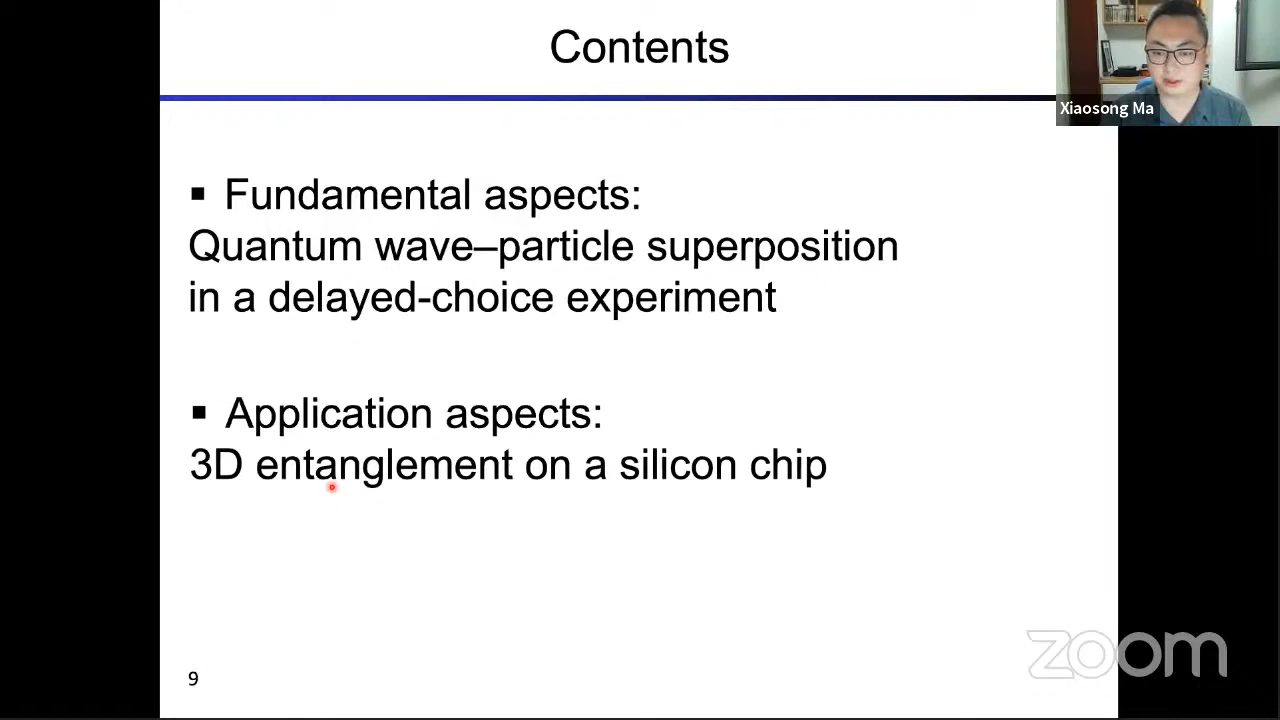 Contents
Xiaosong Ma
▪ Fundamental aspects:
Quantum wave–particle superposition
in a delayed-choice experiment
▪ Application aspects:
3D entanglement on a silicon chip
9
zoom